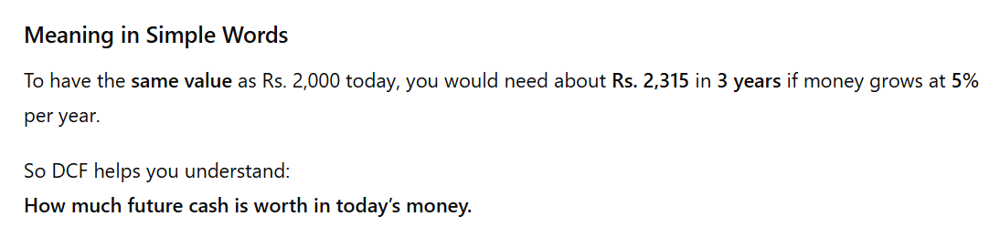 Meaning in Simple Words
To have the same value as Rs. 2,000 today, you would need about Rs. 2,315 in 3 years if money grows at 5%
per year.
So DCF helps you understand:
How much future cash is worth in today’s money.